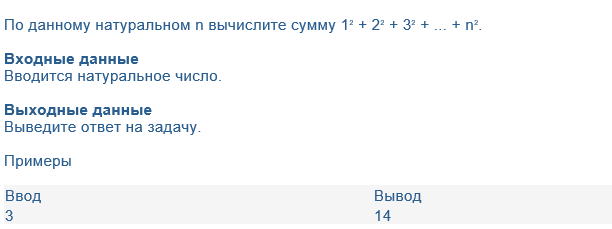 По данному натуральном n вычислите сумму 1² + 2² + 3² + ... + n².
Входные данные
Вводится натуральное число.
Выходные данные
Выведите ответ на задачу.
Примеры
Ввод Вывод
3 14